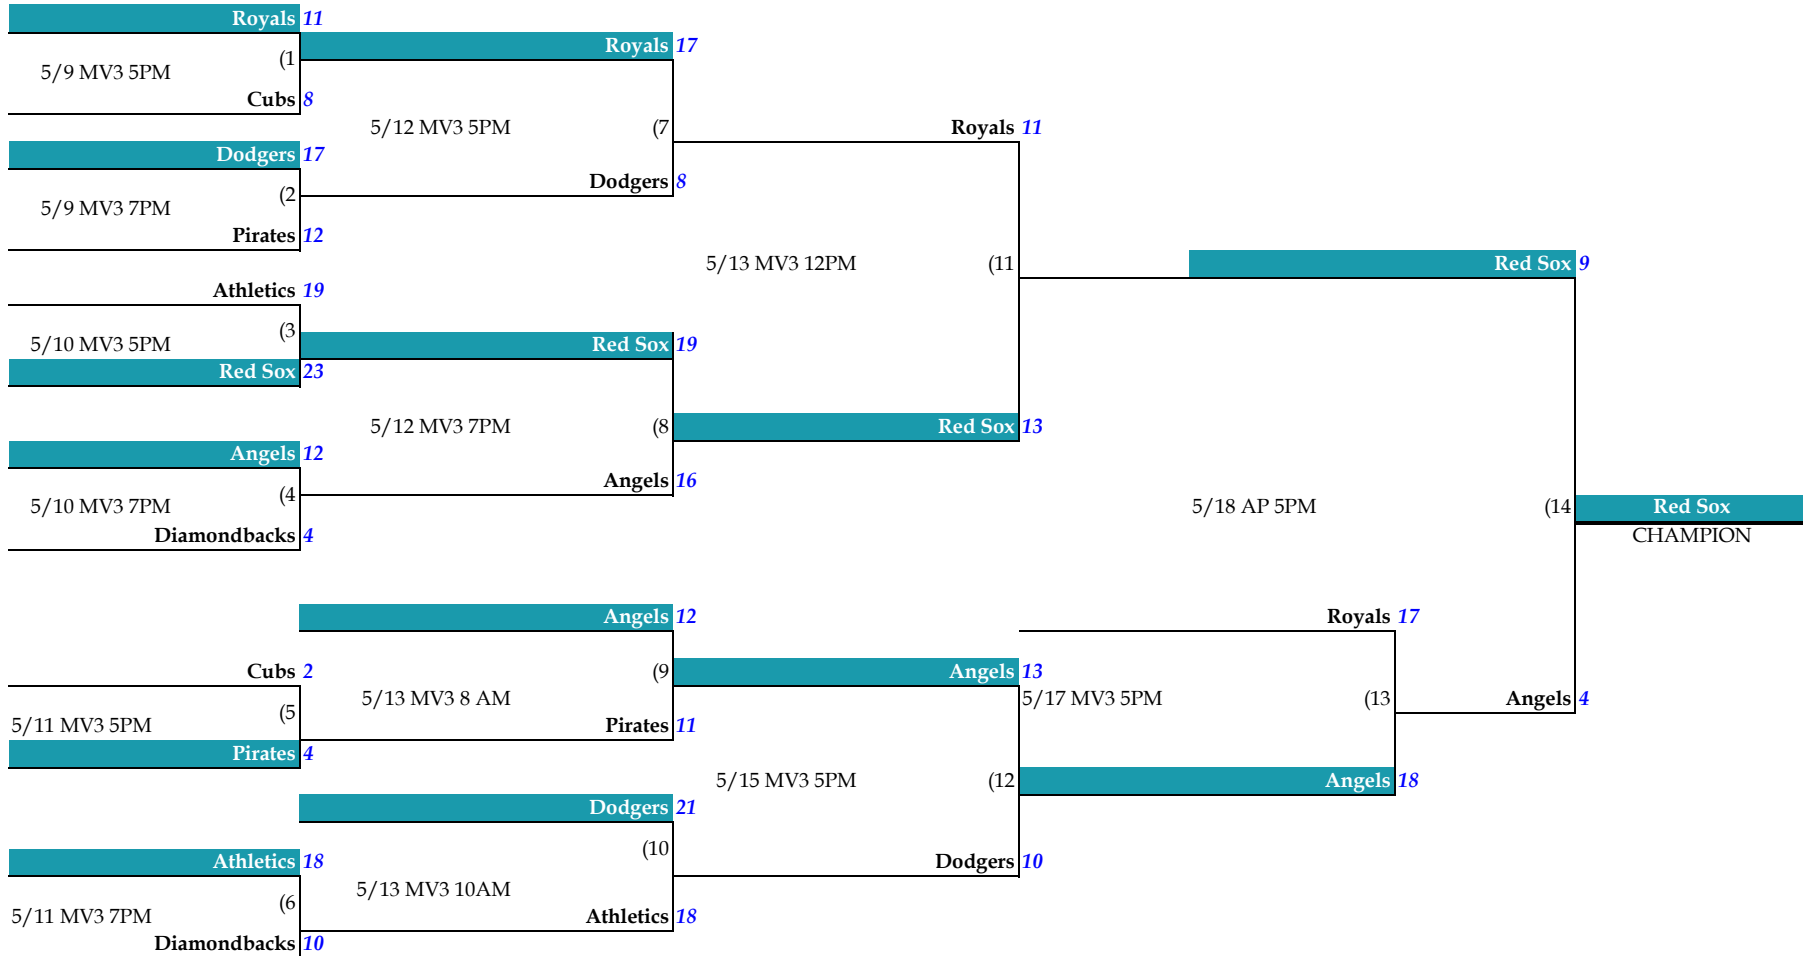 Royals 11
(1
5/9 MV3 5PM
Cubs 8
Royals 17
5/12 MV3 5PM (7
Dodgers 8
Dodgers 17
(2
5/9 MV3 7PM
Pirates 12
Royals 11
5/13 MV3 12PM (11
Red Sox 13
Athletics 19
(3
5/10 MV3 5PM
Red Sox 23
Red Sox 19
5/12 MV3 7PM (8
Angels 16
Angels 12
(4
5/10 MV3 7PM
Diamondbacks 4
Red Sox 9
5/18 AP 5PM (14
Red Sox
CHAMPION
Angels 4
Angels 12
(9
5/13 MV3 8 AM
Pirates 11
Cubs 2
(5
5/11 MV3 5PM
Pirates 4
Angels 13
5/15 MV3 5PM (12
Dodgers 10
Royals 17
5/17 MV3 5PM (13
Angels 18
Dodgers 21
(10
5/13 MV3 10AM
Athletics 18
Athletics 18
(6
5/11 MV3 7PM
Diamondbacks 10